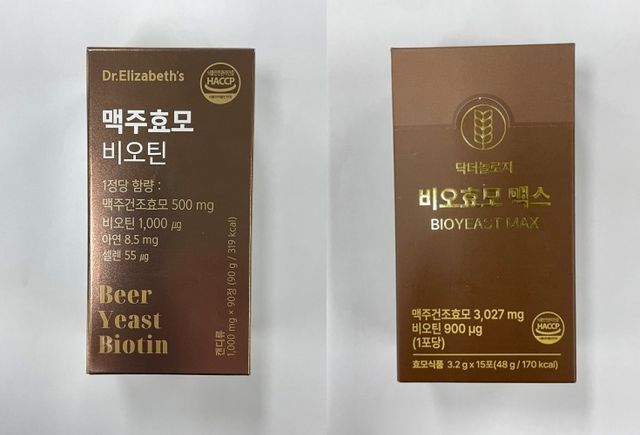 Dr.Elizabeth's
HACCP
맥주효모
비오틴
1정당 함량 :
맥주건조효모 500 mg
비오틴 1,000 ㎍
아연 8.5 mg
셀렌 55 ㎍
Beer
Yeast
Biotin
캔디류
1,000 mg × 90정 (90 g / 319 kcal)
닥터놀로지
비오효모 맥스
BIOYEAST MAX
맥주건조효모 3,027 mg
비오틴 900 μg
(1포당)
HACCP
효모식품 3.2 g x 15포(48 g / 170 kcal)